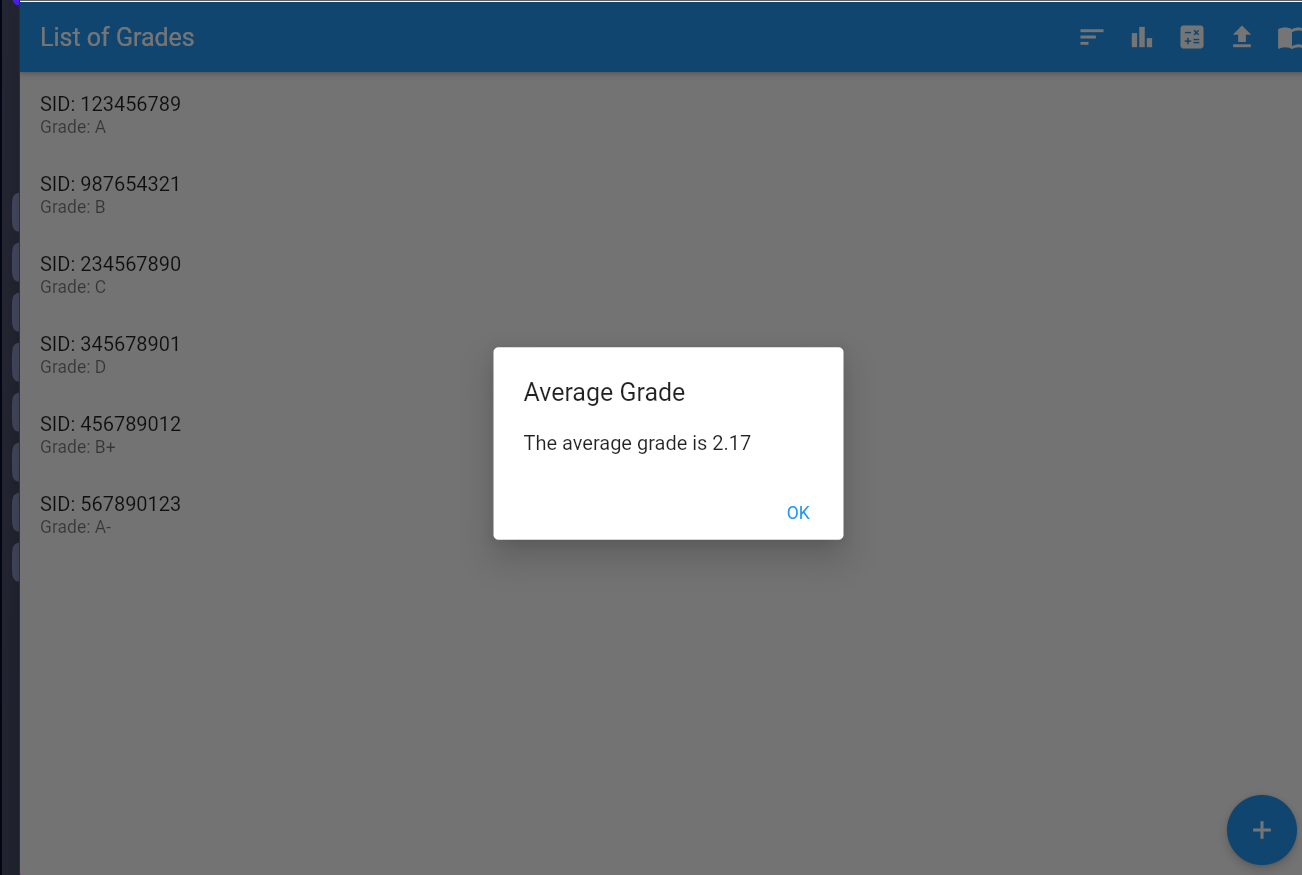 List of Grades
SID: 123456789
Grade: A
SID: 987654321
Grade: B
SID: 234567890
Grade: C
SID: 345678901
Grade: D
SID: 456789012
Grade: B+
SID: 567890123
Grade: A-
Average Grade
The average grade is 2.17
OK